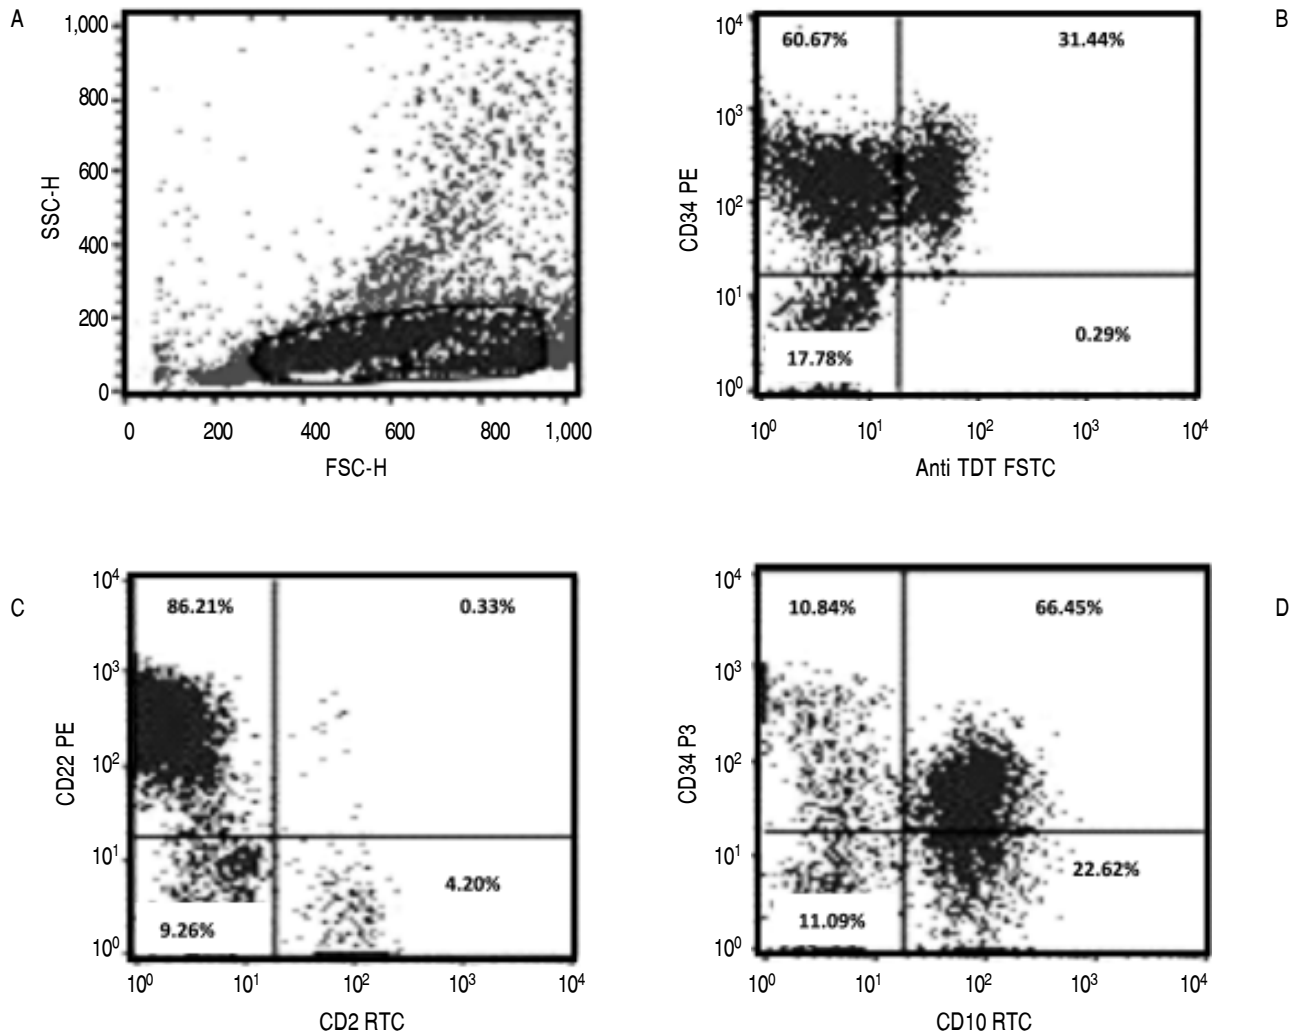 A
1,000
800
600
400
200
0
SSC-H
0 200 400 600 800 1,000
FSC-H
B
60.67% 31.44%
17.78% 0.29%
10⁴
10³
10²
10¹
10⁰
CD34 PE
10⁰ 10¹ 10² 10³ 10⁴
Anti TDT FSTC
C
86.21% 0.33%
9.26% 4.20%
10⁴
10³
10²
10¹
10⁰
CD22 PE
10⁰ 10¹ 10² 10³ 10⁴
CD2 RTC
D
10.84% 66.45%
11.09% 22.62%
10⁴
10³
10²
10¹
10⁰
CD34 P3
10⁰ 10¹ 10² 10³ 10⁴
CD10 RTC